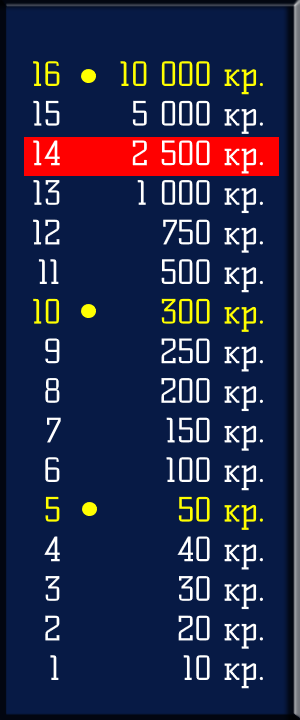 16 • 10 000 кр.
15 5 000 кр.
14 2 500 кр.
13 1 000 кр.
12 750 кр.
11 500 кр.
10 • 300 кр.
9 250 кр.
8 200 кр.
7 150 кр.
6 100 кр.
5 • 50 кр.
4 40 кр.
3 30 кр.
2 20 кр.
1 10 кр.